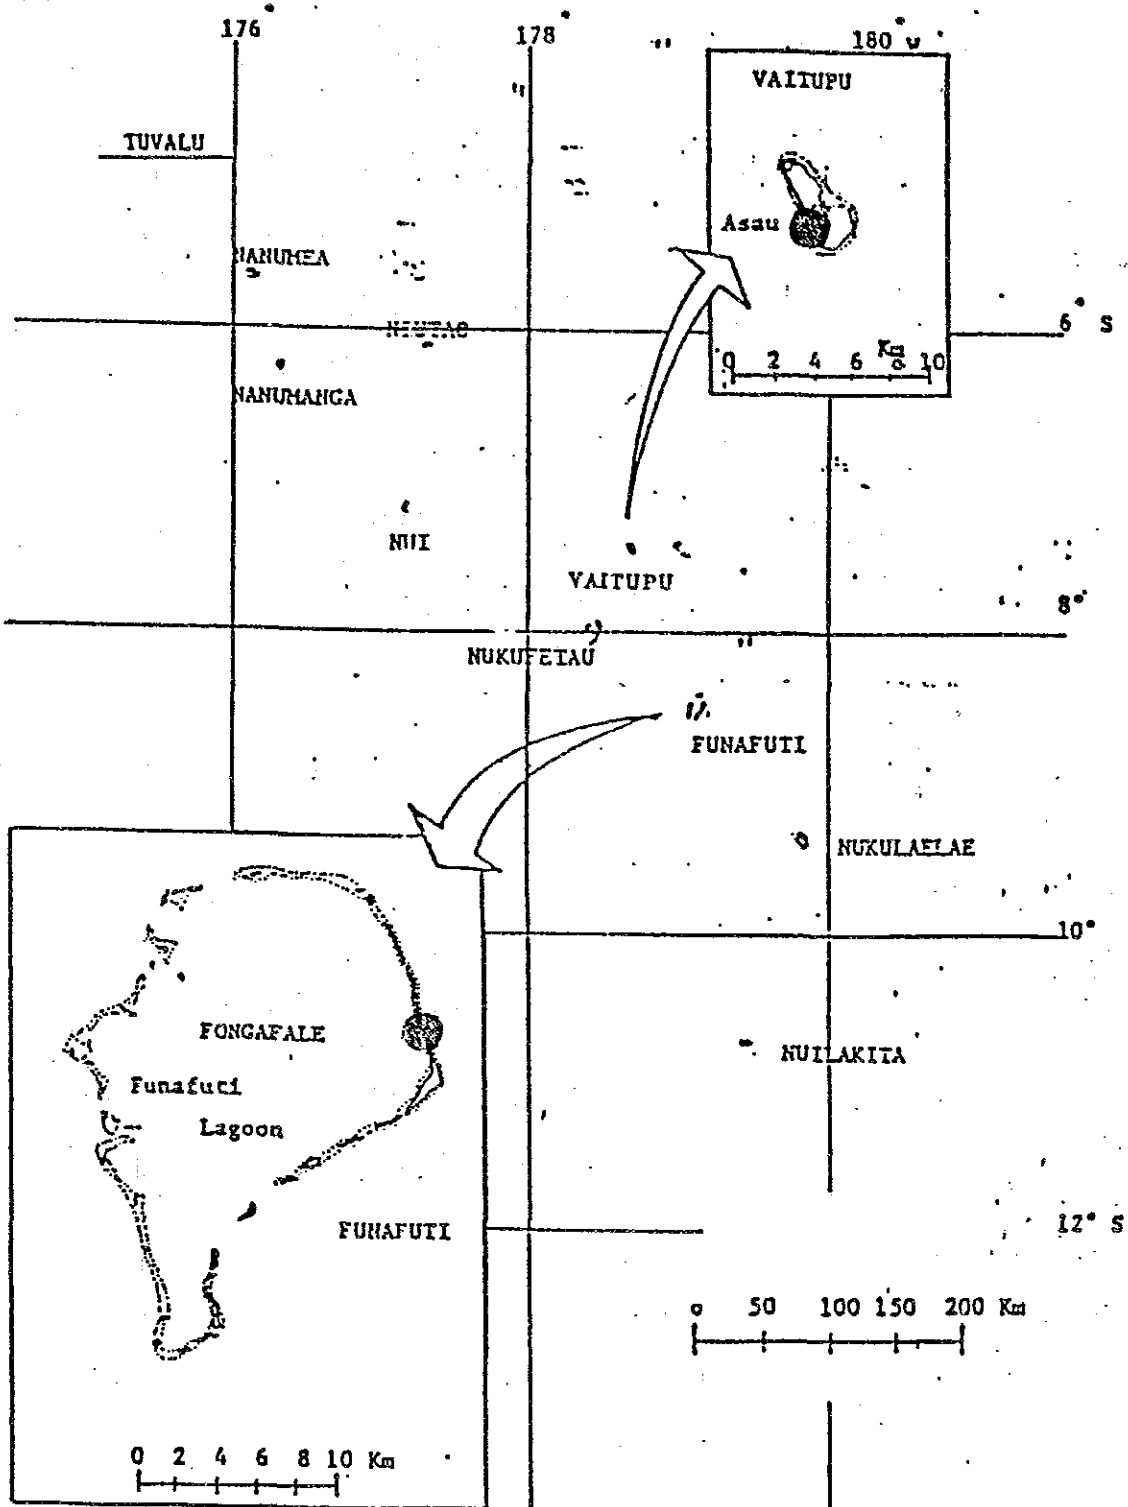 176°
178°
180° W
VAITUPU
TUVALU
Asau
NANUMEA
6° S
NIUTAO
Km
0 2 4 6 8 10
NANUMANGA
NUI
VAITUPU
8°
NUKUFETAU
FUNAFUTI
NUKULAELAE
10°
FONGAFALE
NUILAKITA
Funafuti
Lagoon
FUNAFUTI
12° S
0 50 100 150 200 Km
0 2 4 6 8 10 Km